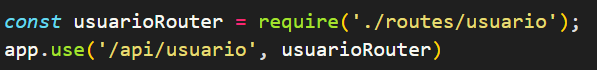 const usuarioRouter = require('./routes/usuario');
app.use('/api/usuario', usuarioRouter)